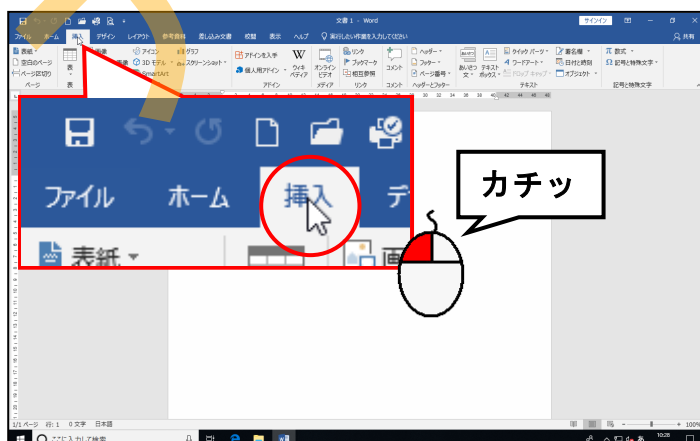 文書 1 - Word
サインイン
ファイル ホーム 挿入 デザイン レイアウト 参考資料 差し込み文書 校閲 表示 ヘルプ 実行したい作業を入力してください 共有
表紙 画像 アイコン グラフ アドインを入手 リンク ヘッダー クイック パーツ 署名欄 数式
空白のページ 3D モデル スクリーンショット 個人用アドイン ブックマーク フッター ワードアート 日付と時刻 記号と特殊文字
ページ区切り 表 SmartArt ウィキペディア オンライン ビデオ 相互参照 コメント ページ番号 あいさつ文 テキスト ボックス ドロップ キャップ オブジェクト
ページ 表 アドイン メディア リンク コメント ヘッダーとフッター テキスト 記号と特殊文字
ファイル ホーム 挿入 デ
表紙 画
カチッ
1/1 ページ 行: 1 0 文字 日本語
100%
ここに入力して検索
10:28